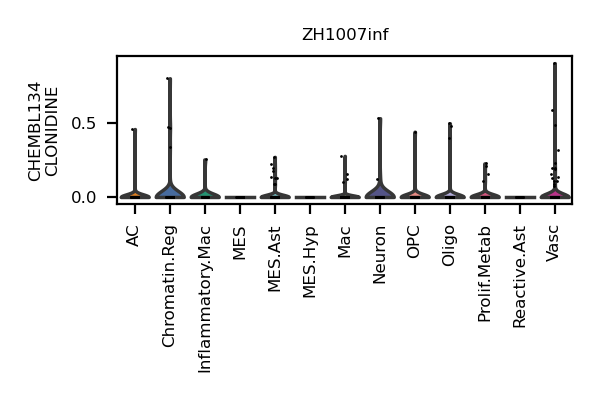 ZH1007inf
CHEMBL134
CLONIDINE
0.5
0.0
AC
Chromatin.Reg
Inflammatory.Mac
MES
MES.Ast
MES.Hyp
Mac
Neuron
OPC
Oligo
Prolif.Metab
Reactive.Ast
Vasc